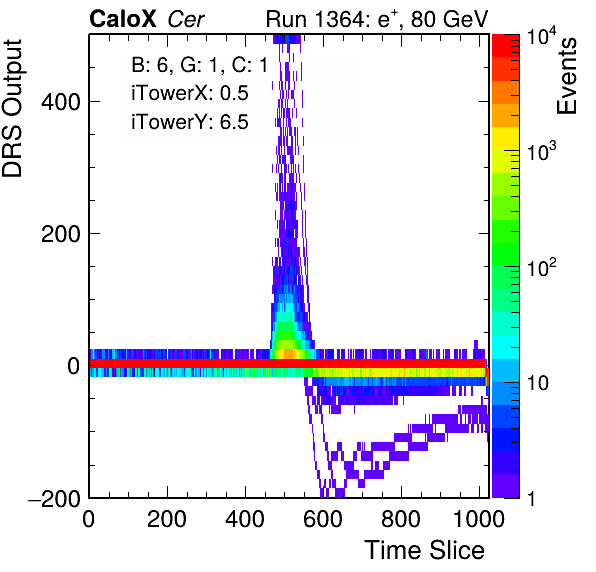 CaloX Cer Run 1364: e⁺, 80 GeV
B: 6, G: 1, C: 1
iTowerX: 0.5
iTowerY: 6.5
DRS Output
400
200
0
−200
0 200 400 600 800 1000
Time Slice
Events
10⁴
10³
10²
10
1